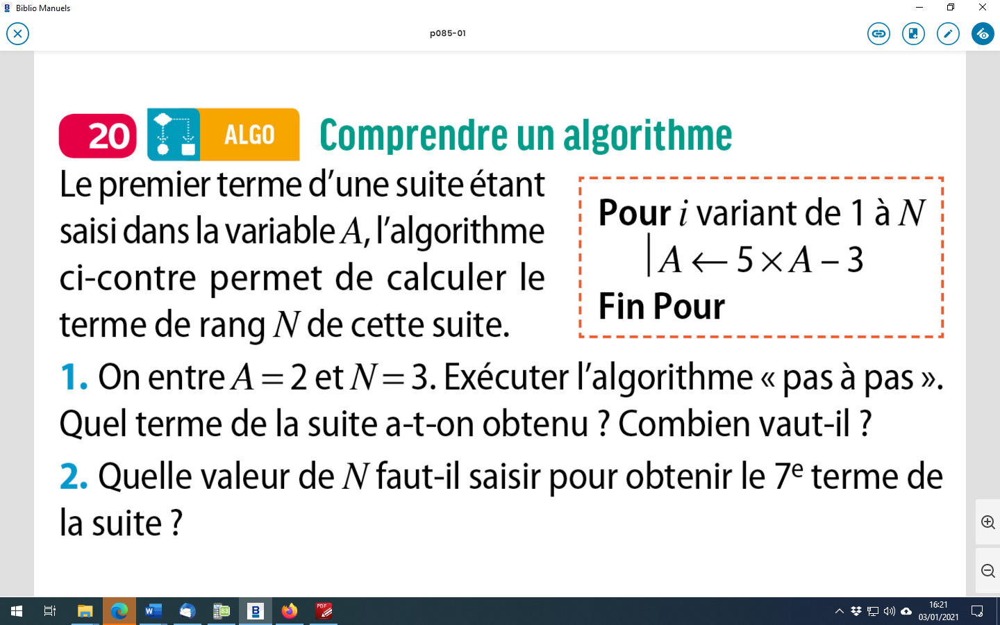 Biblio Manuels
p085-01
20 ALGO Comprendre un algorithme
Le premier terme d’une suite étant
saisi dans la variable A, l’algorithme
ci-contre permet de calculer le
terme de rang N de cette suite.
Pour i variant de 1 à N
A ← 5 × A – 3
Fin Pour
1. On entre A = 2 et N = 3. Exécuter l’algorithme « pas à pas ».
Quel terme de la suite a-t-on obtenu ? Combien vaut-il ?
2. Quelle valeur de N faut-il saisir pour obtenir le 7e terme de
la suite ?
16:21
03/01/2021